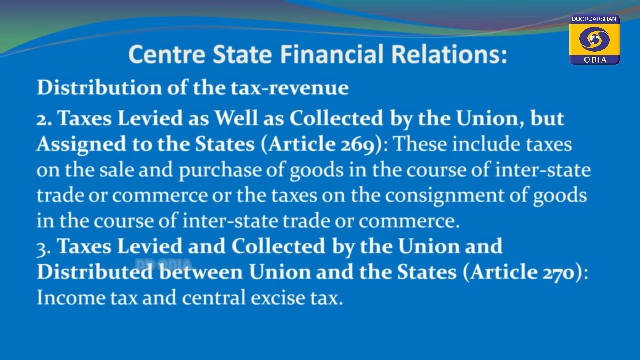 DOORDARSHAN
ODIA
Centre State Financial Relations:
Distribution of the tax-revenue
2. Taxes Levied as Well as Collected by the Union, but
Assigned to the States (Article 269): These include taxes
on the sale and purchase of goods in the course of inter-state
trade or commerce or the taxes on the consignment of goods
in the course of inter-state trade or commerce.
3. Taxes Levied and Collected by the Union and
DD ODIA
Distributed between Union and the States (Article 270):
Income tax and central excise tax.